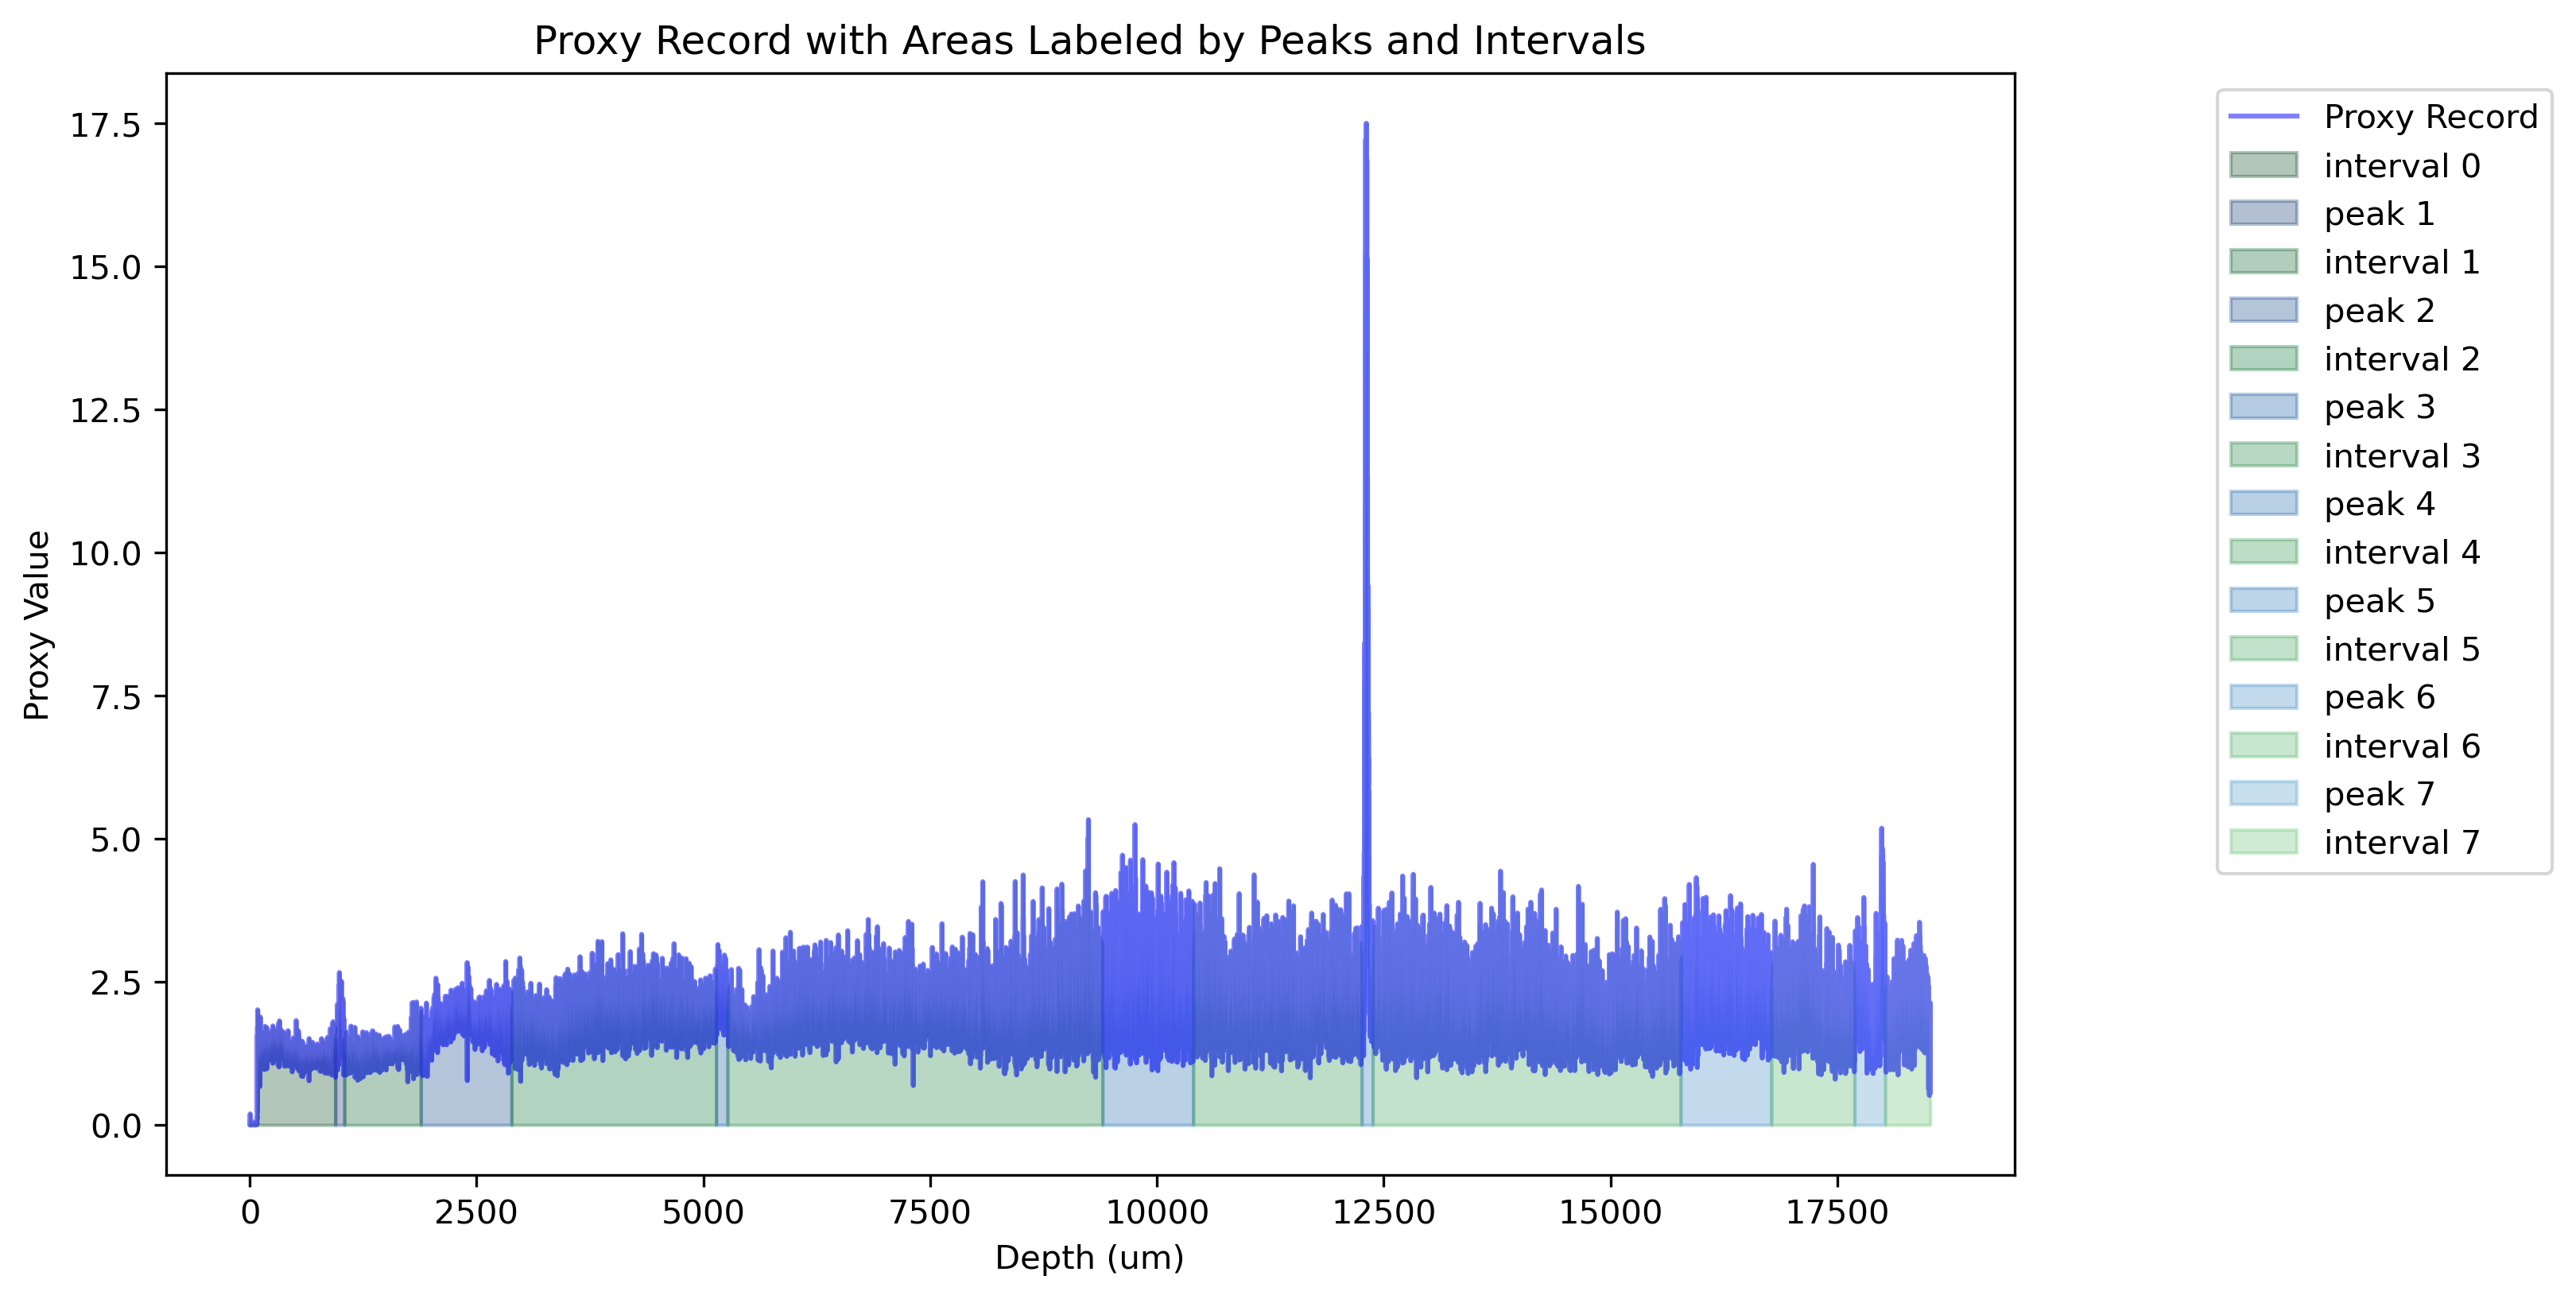 Proxy Record with Areas Labeled by Peaks and Intervals
17.5
15.0
12.5
10.0
7.5
5.0
2.5
0.0
Proxy Value
0 2500 5000 7500 10000 12500 15000 17500
Depth (um)
Proxy Record
interval 0
peak 1
interval 1
peak 2
interval 2
peak 3
interval 3
peak 4
interval 4
peak 5
interval 5
peak 6
interval 6
peak 7
interval 7